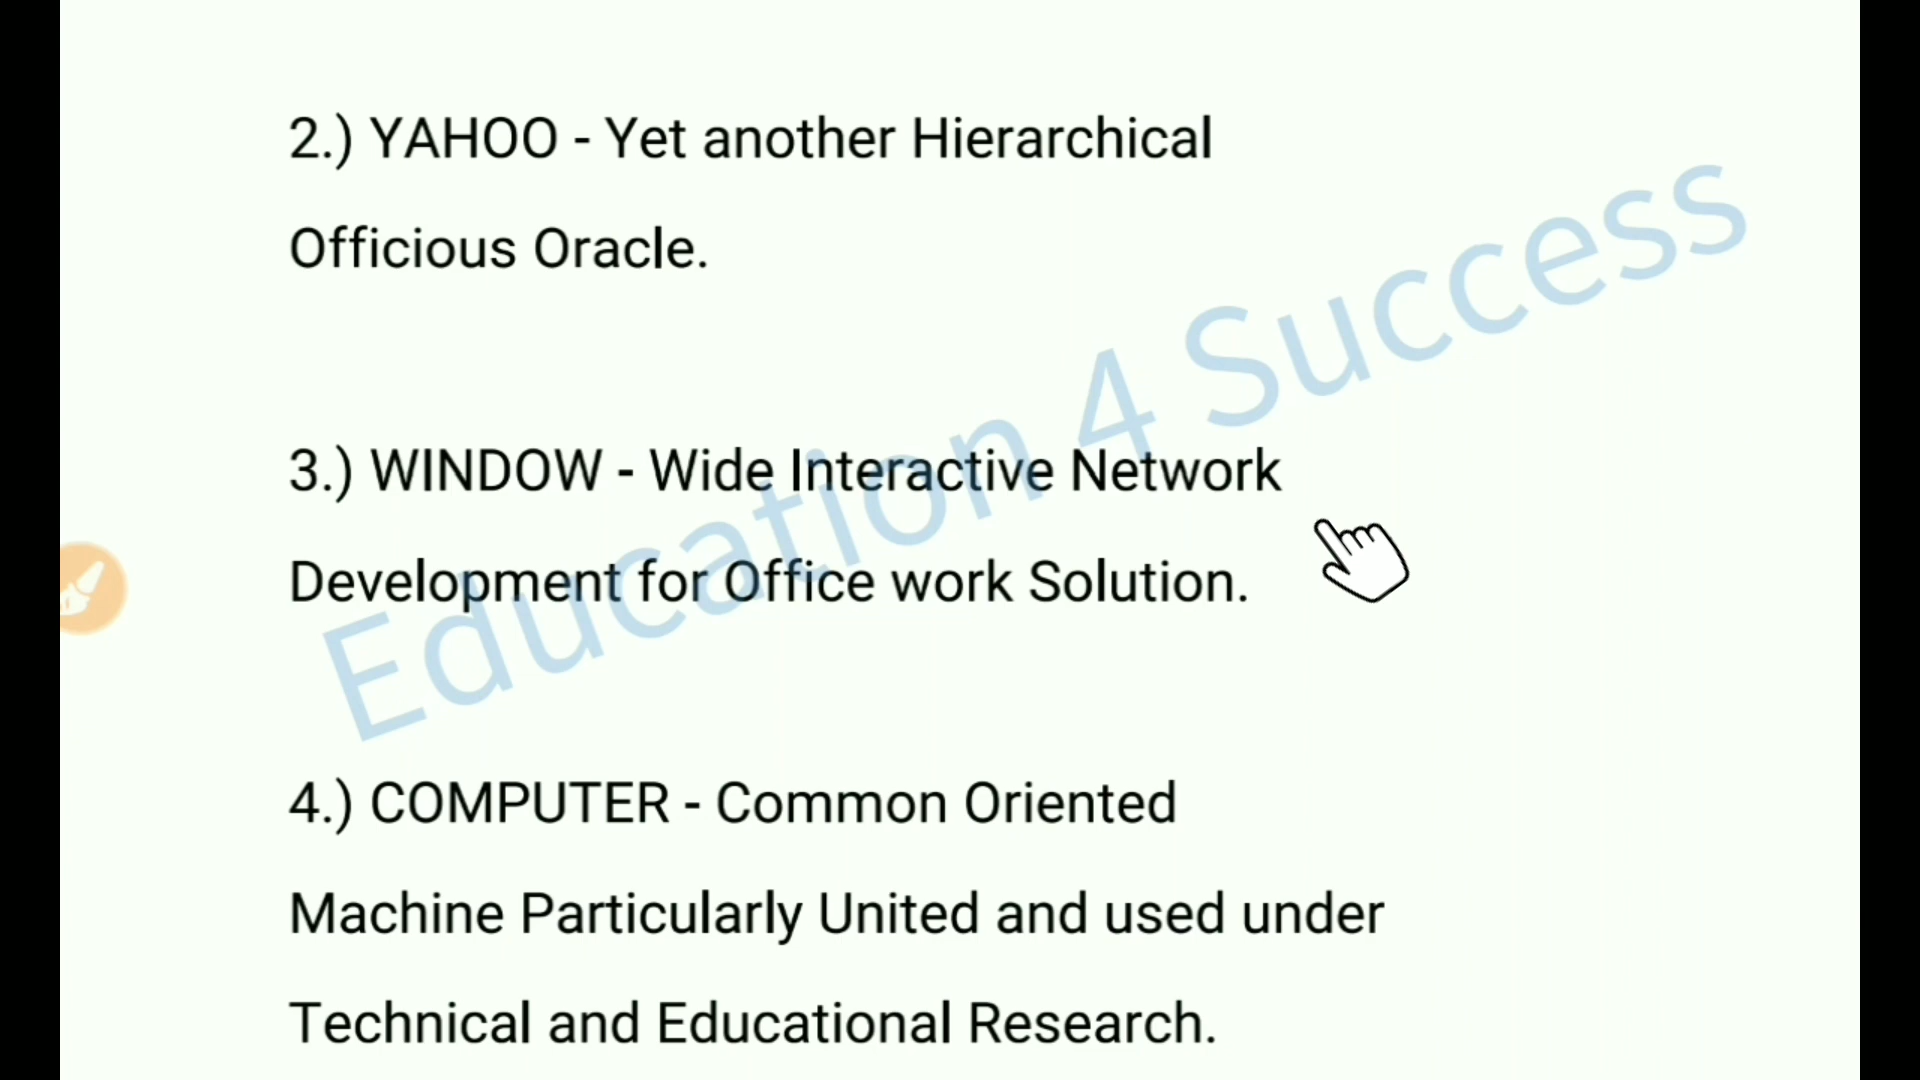 2.) YAHOO - Yet another Hierarchical
Officious Oracle.
3.) WINDOW - Wide Interactive Network
Development for Office work Solution.
4.) COMPUTER - Common Oriented
Machine Particularly United and used under
Technical and Educational Research.
Education 4 Success